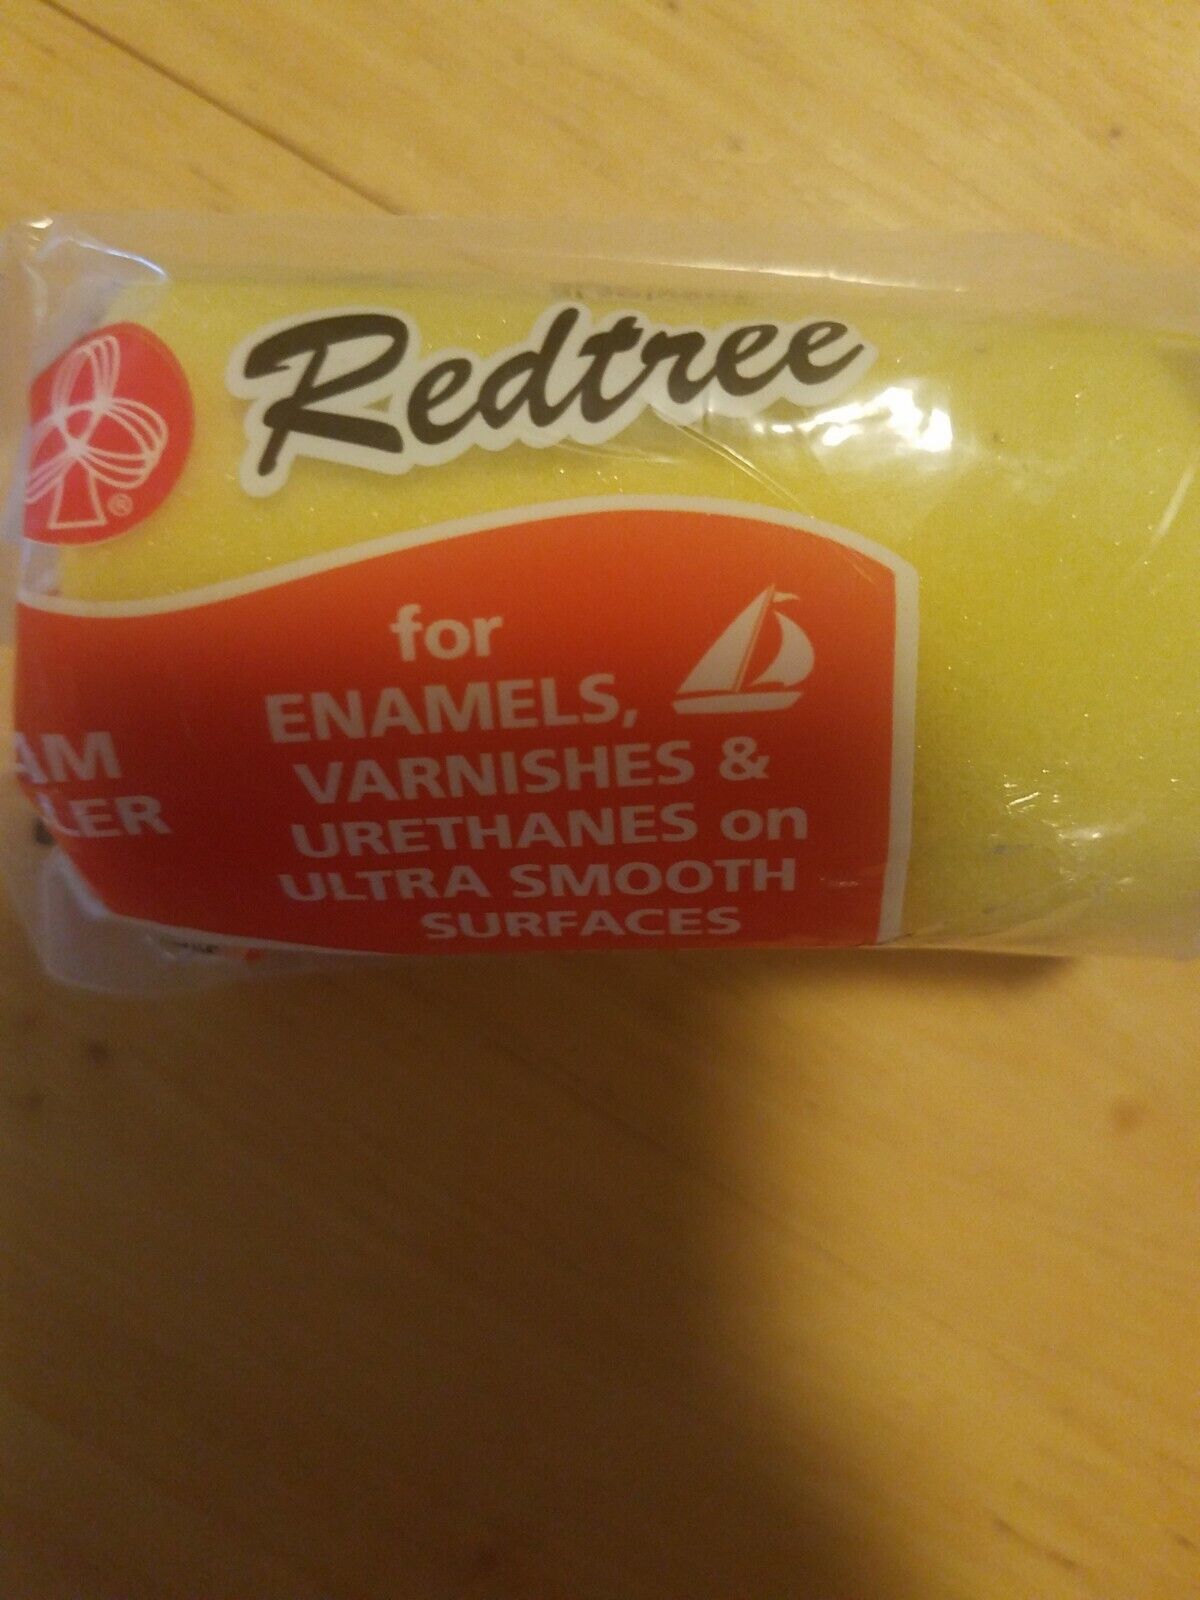 Redtree
®
for
ENAMELS,
VARNISHES &
URETHANES on
ULTRA SMOOTH
SURFACES
AM
LER